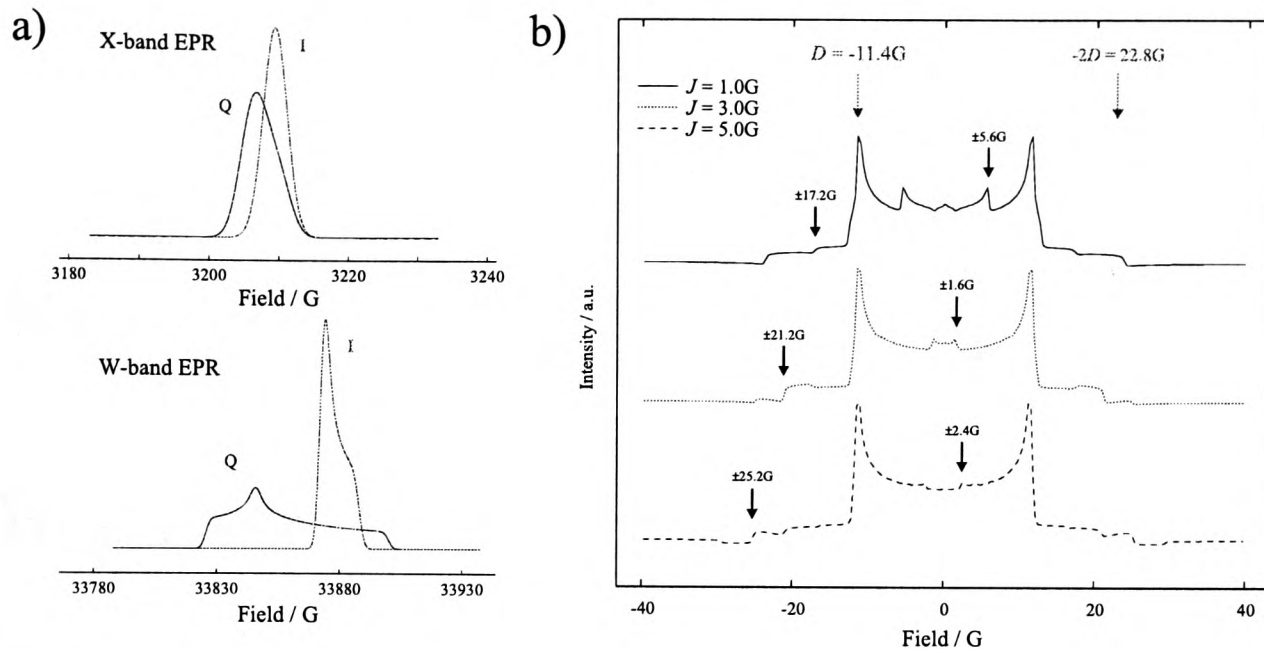 a)
X-band EPR
I
Q
3180 3200 3220 3240
Field / G
W-band EPR
I
Q
33780 33830 33880 33930
Field / G
b)
D = -11.4G
-2D = 22.8G
J = 1.0G
J = 3.0G
J = 5.0G
±5.6G
±17.2G
±1.6G
±21.2G
±2.4G
±25.2G
Intensity / a.u.
-40 -20 0 20 40
Field / G